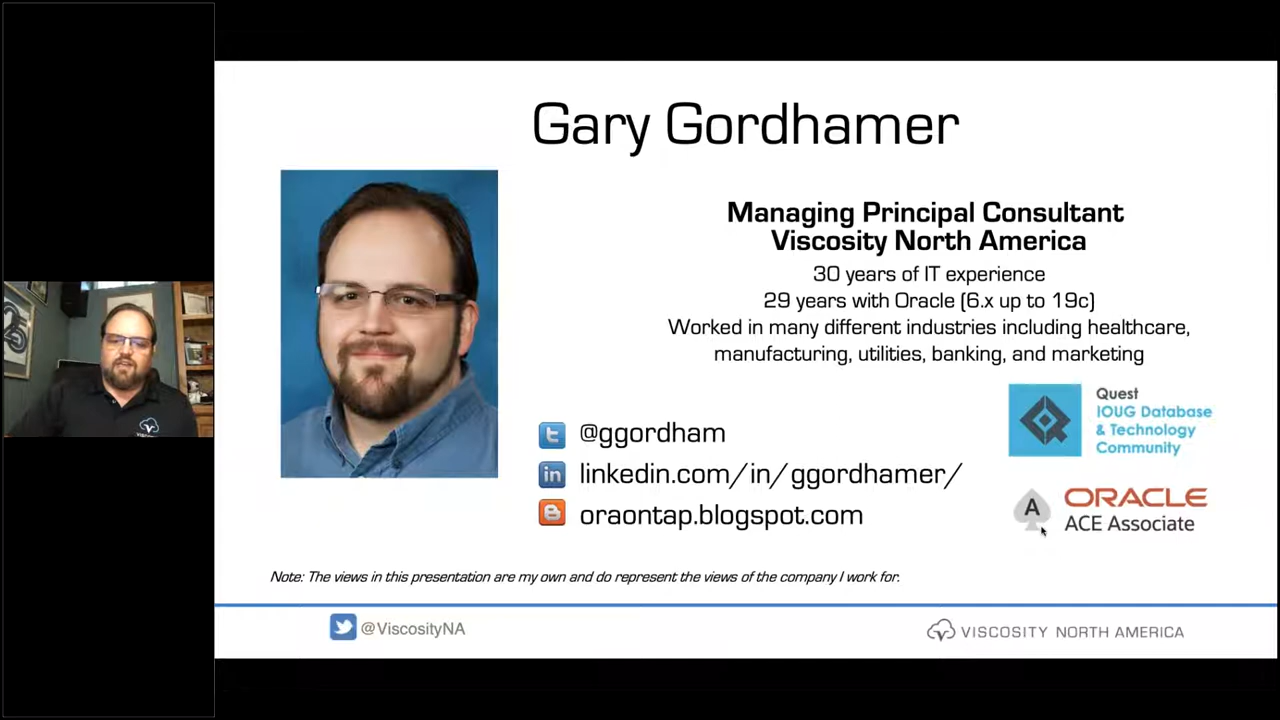 Gary Gordhamer
Managing Principal Consultant
Viscosity North America
30 years of IT experience
29 years with Oracle (6.x up to 19c)
Worked in many different industries including healthcare,
manufacturing, utilities, banking, and marketing
Quest
IOUG Database
& Technology
Community
@ggordham
in linkedin.com/in/ggordhamer/
oraontap.blogspot.com
A ORACLE
ACE Associate
Note: The views in this presentation are my own and do represent the views of the company I work for.
@ViscosityNA
VISCOSITY NORTH AMERICA